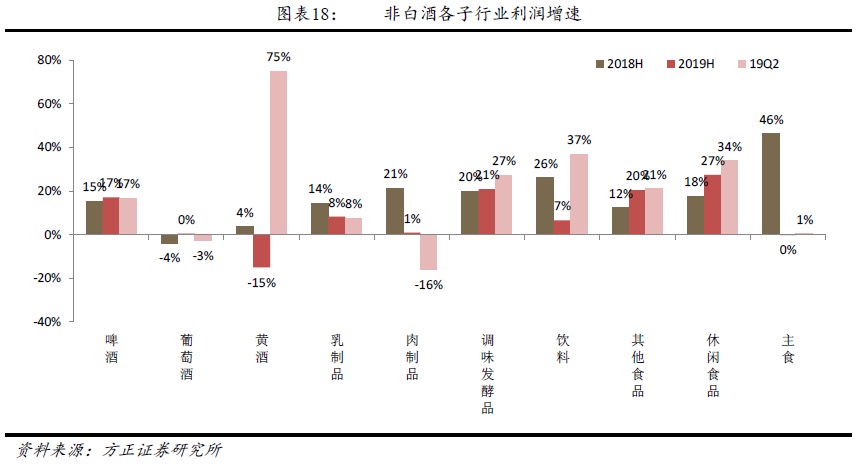 图表18： 非白酒各子行业利润增速
2018H 2019H 19Q2
80%
60%
40%
20%
0%
-20%
-40%
15% 17% 17%
-4% 0% -3%
4% -15% 75%
14% 8% 8%
21% 1% -16%
20% 21% 27%
26% 7% 37%
12% 20% 21%
18% 27% 34%
46% 0% 1%
啤酒
葡萄酒
黄酒
乳制品
肉制品
调味发酵品
饮料
其他食品
休闲食品
主食
资料来源：方正证券研究所